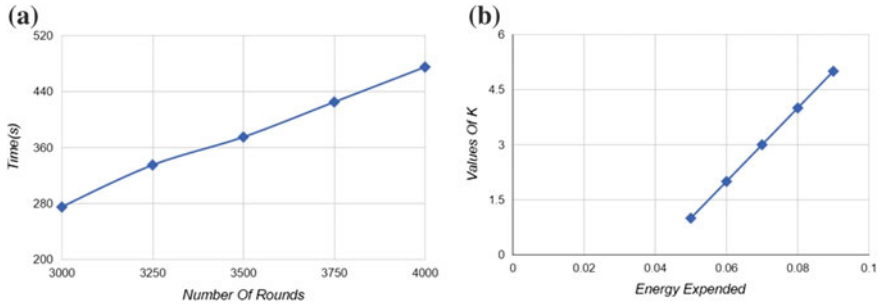 (a)
520
440
360
280
200
Time(s)
3000 3250 3500 3750 4000
Number Of Rounds
(b)
6
4.5
3
1.5
0
Values Of K
0 0.02 0.04 0.06 0.08 0.1
Energy Expended